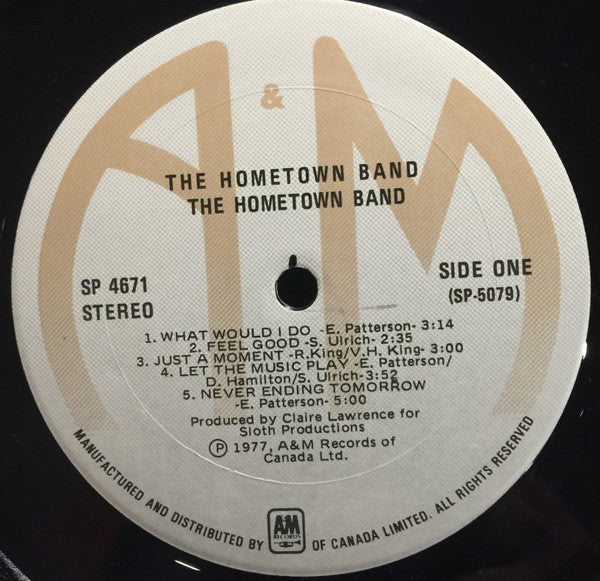 A & M
THE HOMETOWN BAND
THE HOMETOWN BAND
SP 4671
STEREO
SIDE ONE
(SP-5079)
1. WHAT WOULD I DO -E. Patterson- 3:14
2. FEEL GOOD -S. Ulrich- 2:35
3. JUST A MOMENT -R.King/V.H. King- 3:00
4. LET THE MUSIC PLAY -E. Patterson/
D. Hamilton/S. Ulrich-3:52
5. NEVER ENDING TOMORROW
-E. Patterson- 5:00
Produced by Claire Lawrence for
Sloth Productions
Ⓟ 1977, A&M Records of
Canada Ltd.
MANUFACTURED AND DISTRIBUTED BY A&M RECORDS OF CANADA LIMITED. ALL RIGHTS RESERVED